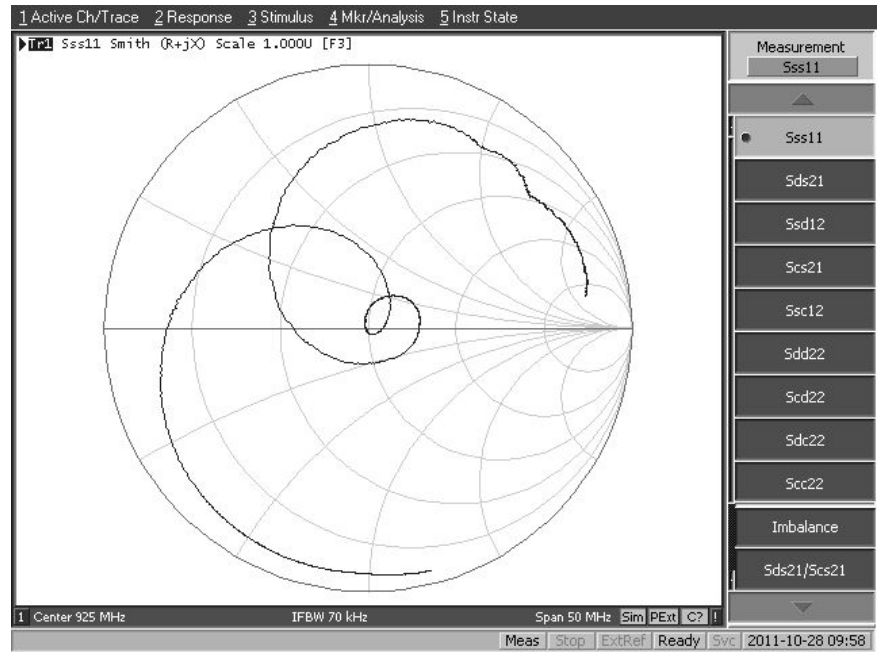 1 Active Ch/Trace 2 Response 3 Stimulus 4 Mkr/Analysis 5 Instr State
Tr1 Sss11 Smith (R+jX) Scale 1.000U [F3]
Measurement
Sss11
Sss11
Sds21
Ssd12
Scs21
Ssc12
Sdd22
Scd22
Sdc22
Scc22
Imbalance
Sds21/Scs21
1 Center 925 MHz IFBW 70 kHz Span 50 MHz Sim PExt C? !
Meas Stop ExtRef Ready Svc 2011-10-28 09:58